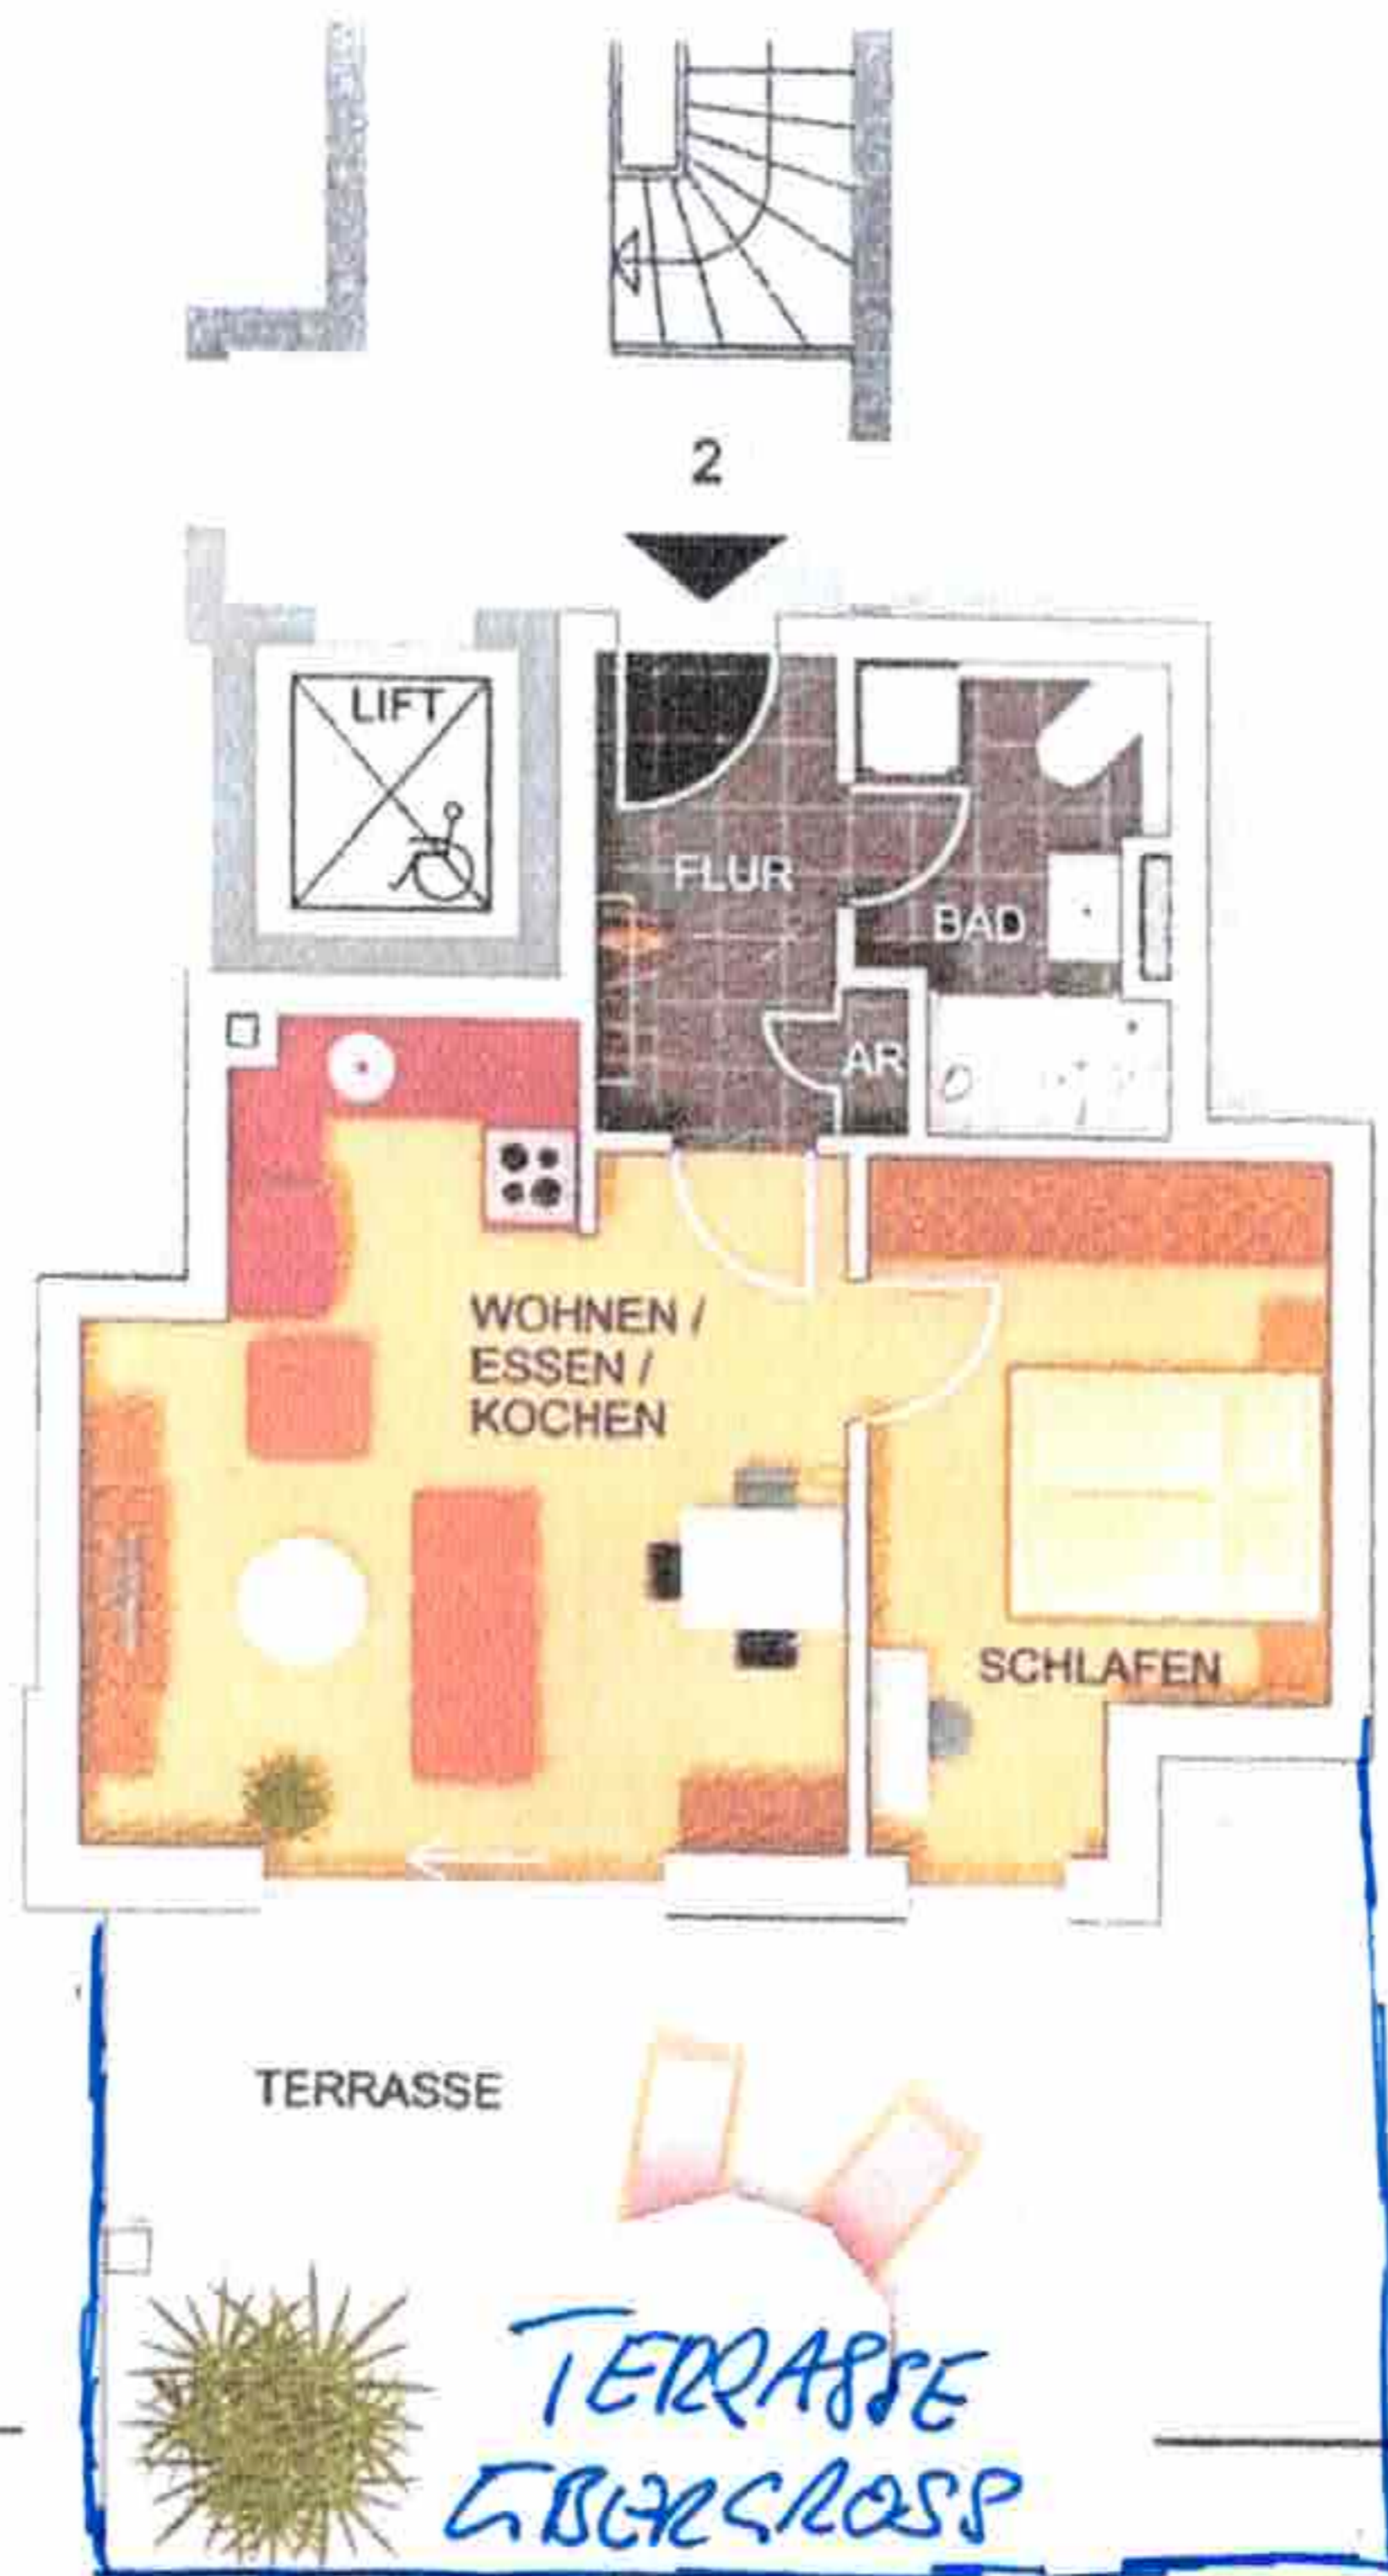 2
LIFT
FLUR
BAD
AR
WOHNEN /
ESSEN /
KOCHEN
SCHLAFEN
TERRASSE
TERRASSE
ÜBERGROSS